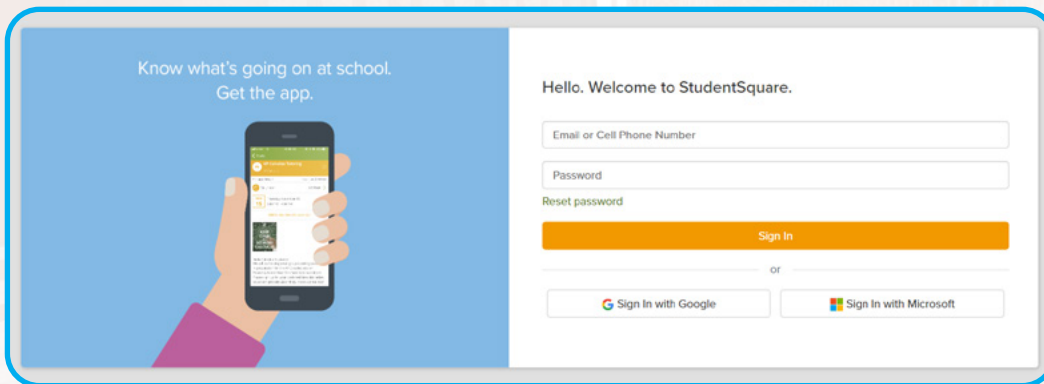 Know what's going on at school.
Get the app.
Hello. Welcome to StudentSquare.
Email or Cell Phone Number
Password
Reset password
Sign In
or
Sign In with Google
Sign In with Microsoft